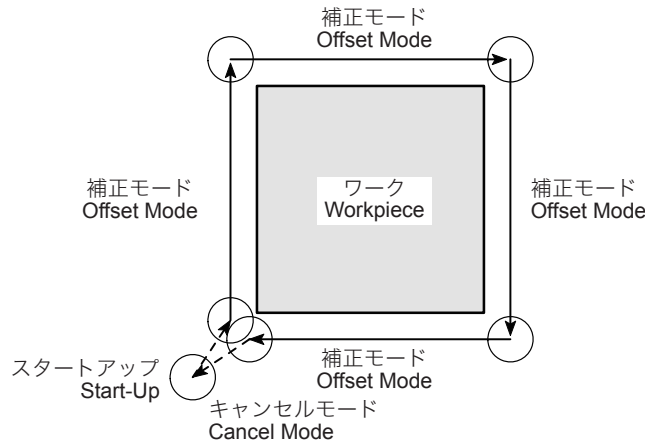 補正モード
Offset Mode
補正モード
Offset Mode
ワーク
Workpiece
補正モード
Offset Mode
補正モード
Offset Mode
スタートアップ
Start-Up
キャンセルモード
Cancel Mode